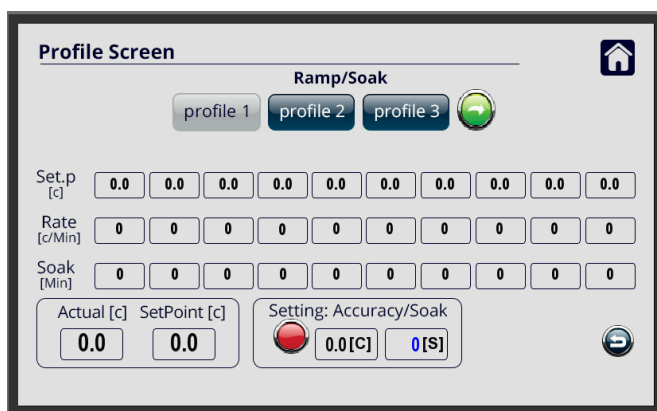 Profile Screen
Ramp/Soak
profile 1 profile 2 profile 3
Set.p 0.0 0.0 0.0 0.0 0.0 0.0 0.0 0.0 0.0 0.0
[c]
Rate 0 0 0 0 0 0 0 0 0 0
[c/Min]
Soak 0 0 0 0 0 0 0 0 0 0
[Min]
Actual [c] SetPoint [c] Setting: Accuracy/Soak
0.0 0.0 0.0[C] 0[S]